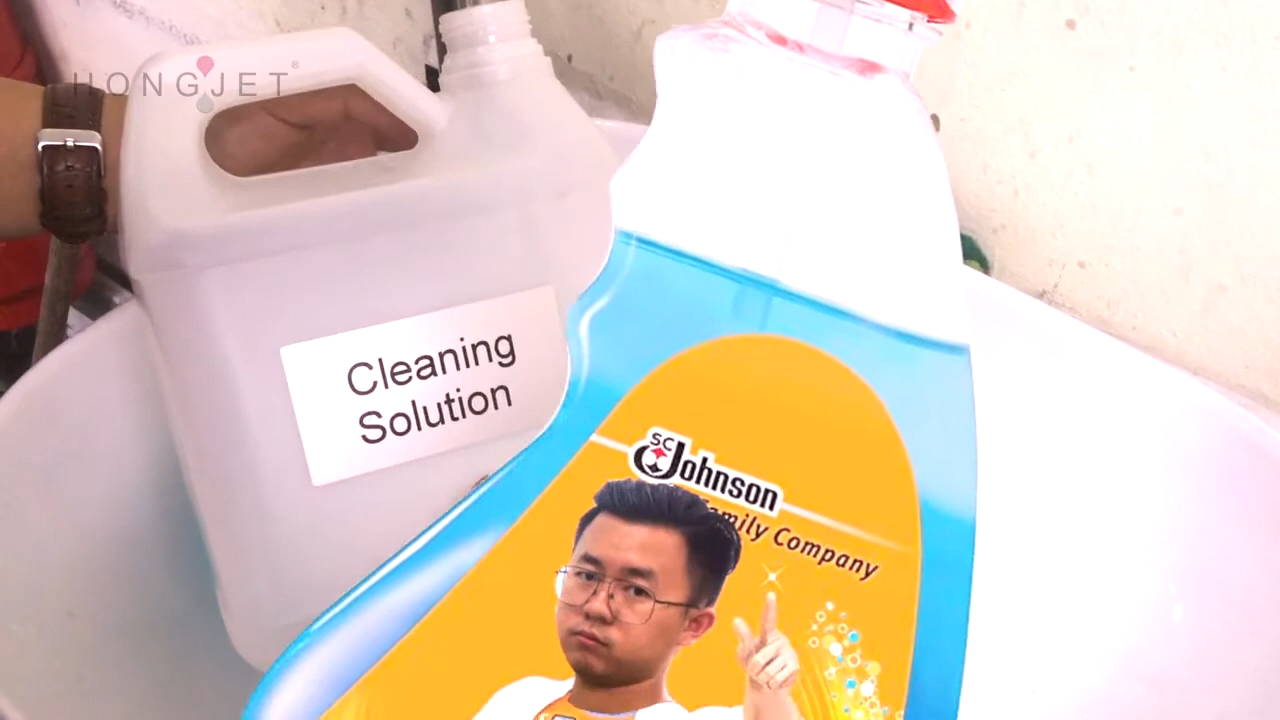 HONGJET®
Cleaning
Solution
SC
Johnson
Family Company